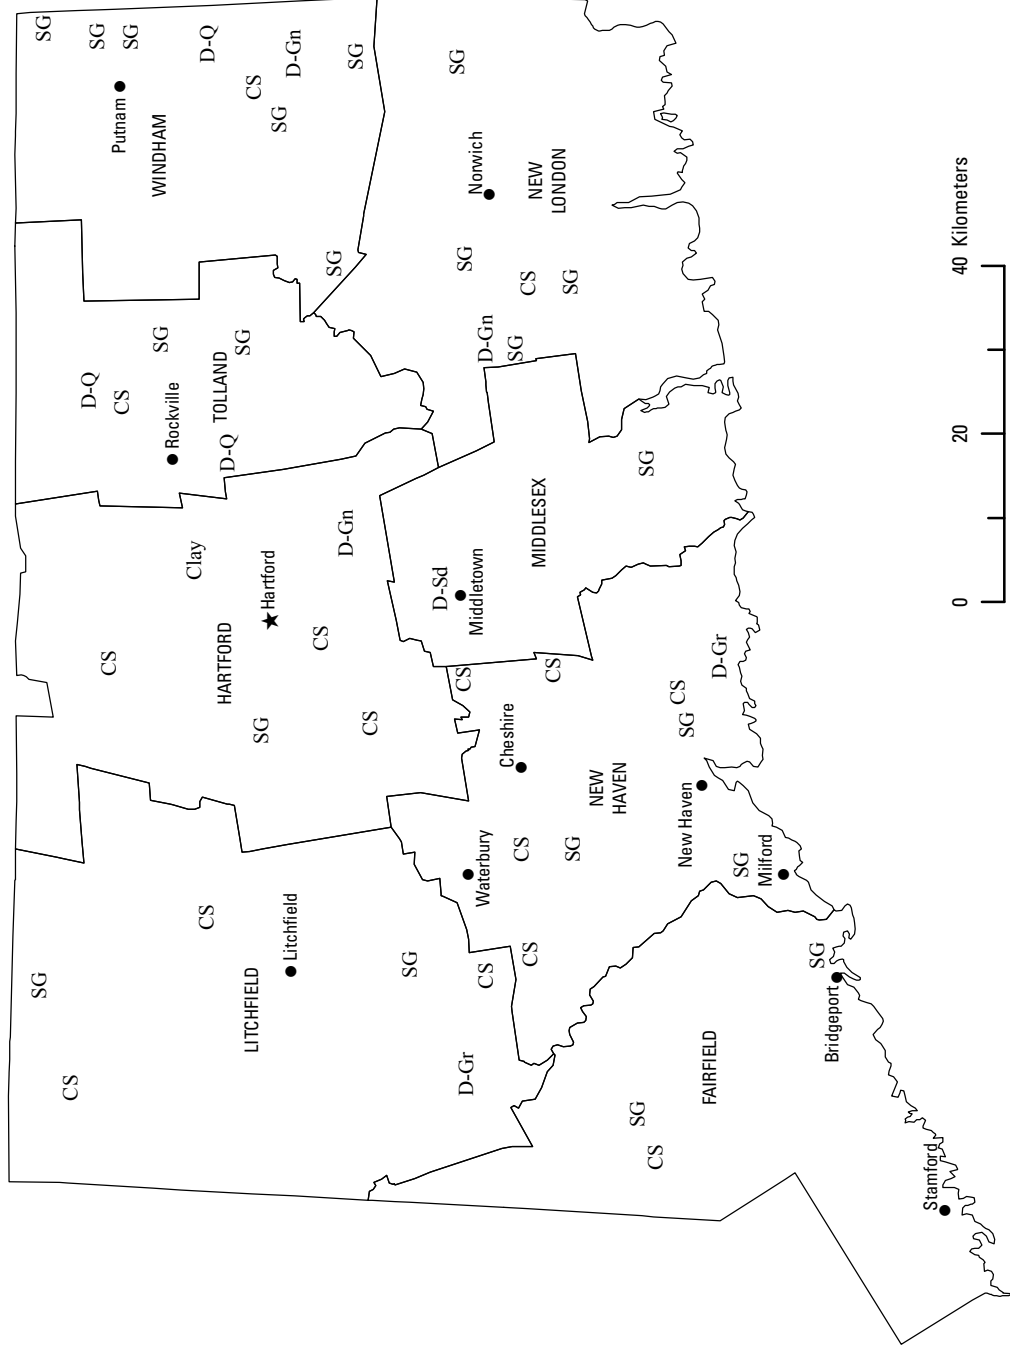 SG
SG
CS
D-Q
SG
CS
CS
Putnam
SG
SG
WINDHAM
Rockville
Clay
CS
D-Q
HARTFORD
TOLLAND
D-Q
SG
LITCHFIELD
CS
SG
Hartford
SG
Litchfield
D-Gn
CS
SG
D-Gn
SG
CS
SG
D-Sd
SG
D-Gr
CS
SG
Middletown
Norwich
CS
Waterbury
D-Gn
Cheshire
SG
CS
CS
CS
MIDDLESEX
NEW
LONDON
CS
SG
SG
NEW
HAVEN
SG
SG
CS
CS
New Haven
SG
FAIRFIELD
D-Gr
SG
Milford
SG
Bridgeport
Stamford
0 20 40 Kilometers